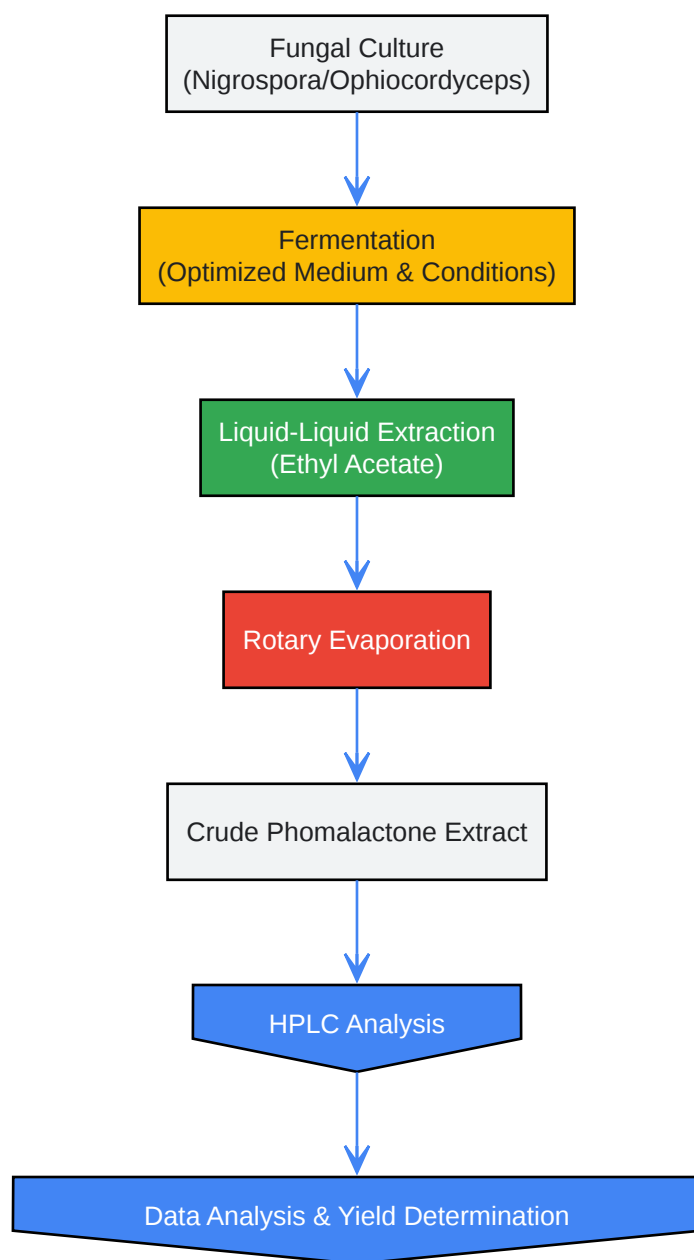 Fungal Culture
(Nigrospora/Ophiocordyceps)
Fermentation
(Optimized Medium & Conditions)
Liquid-Liquid Extraction
(Ethyl Acetate)
Rotary Evaporation
Crude Phomalactone Extract
HPLC Analysis
Data Analysis & Yield Determination